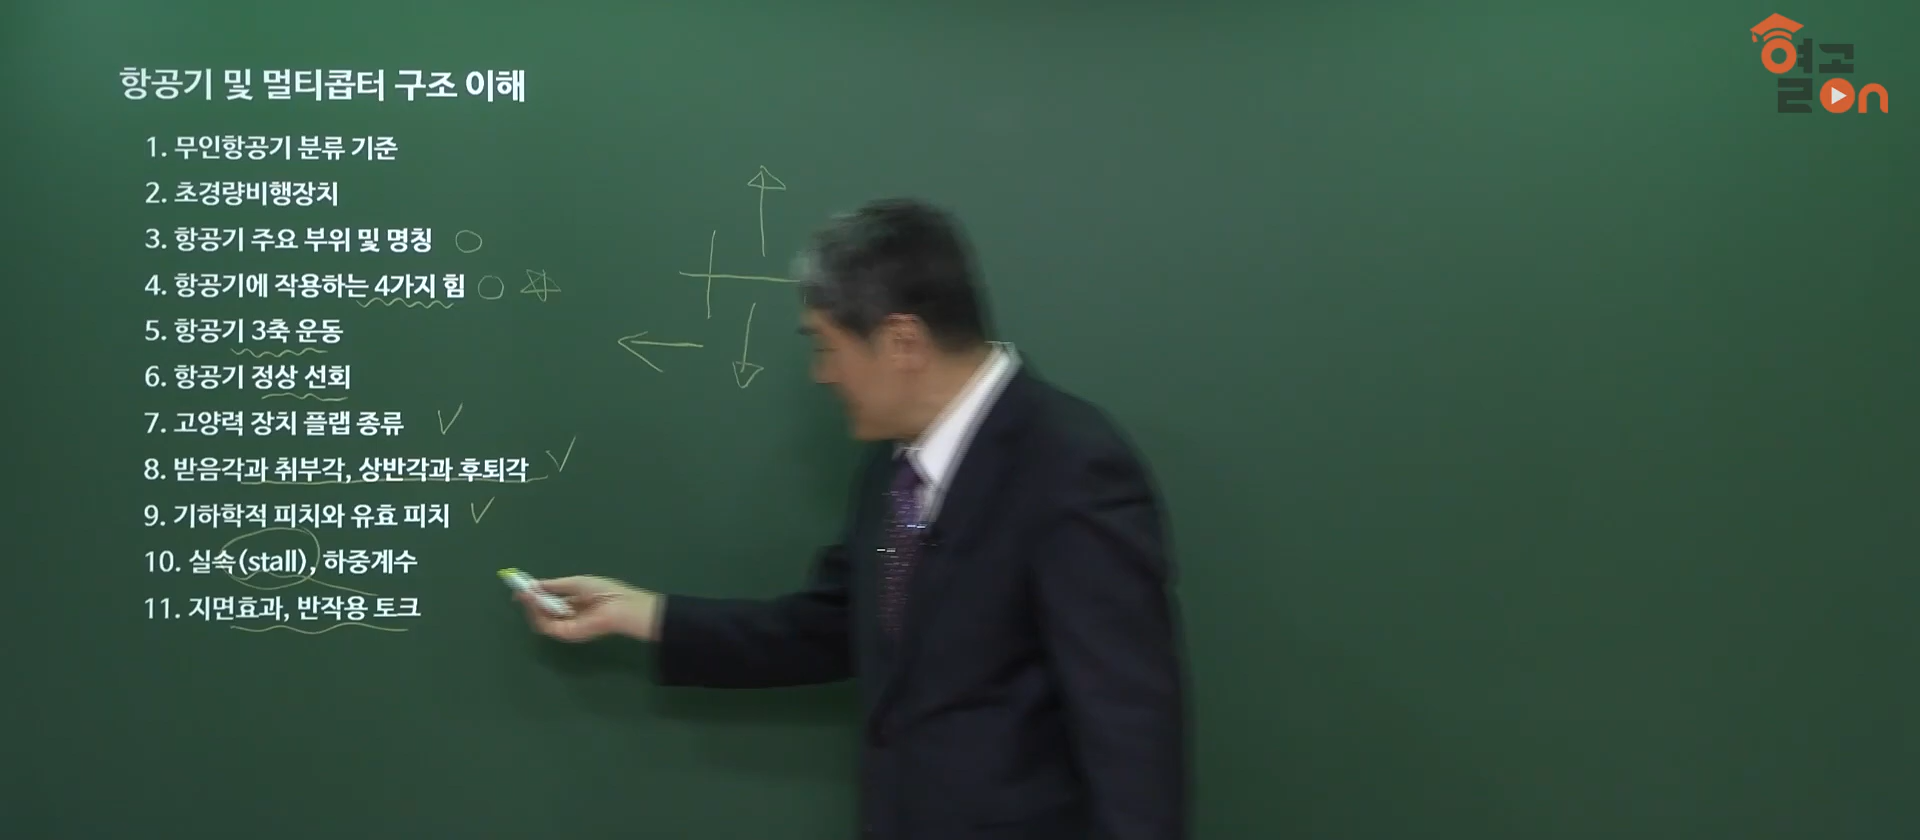 항공기 및 멀티콥터 구조 이해
1. 무인항공기 분류 기준
2. 초경량비행장치
3. 항공기 주요 부위 및 명칭
4. 항공기에 작용하는 4가지 힘
5. 항공기 3축 운동
6. 항공기 정상 선회
7. 고양력 장치 플랩 종류
8. 받음각과 취부각, 상반각과 후퇴각
9. 기하학적 피치와 유효 피치
10. 실속(stall), 하중계수
11. 지면효과, 반작용 토크
열고
를On